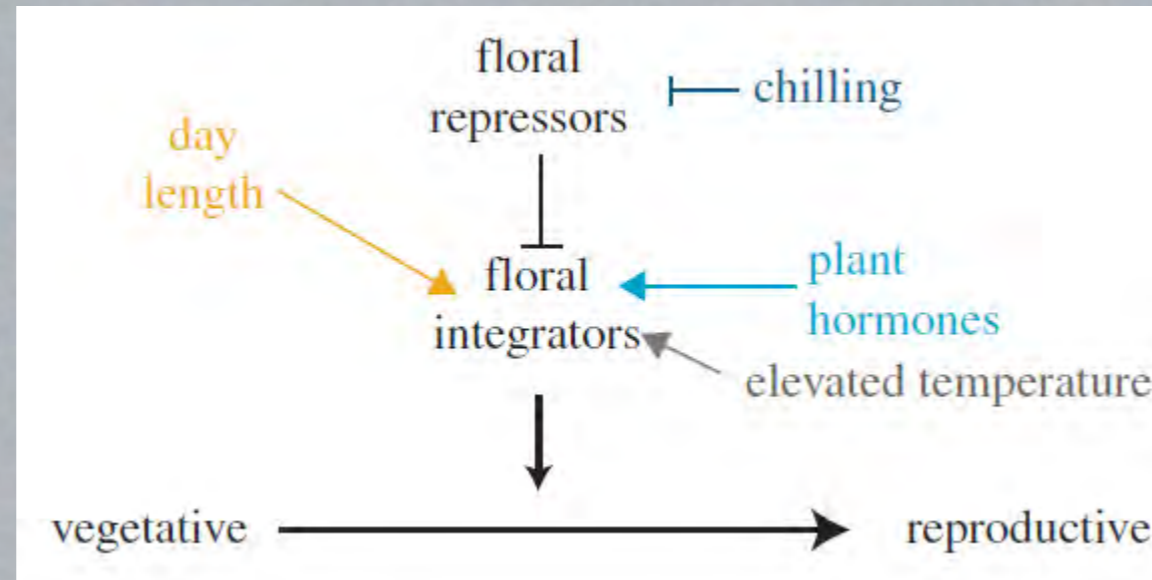 floral
repressors
chilling
day
length
floral
integrators
plant
hormones
elevated temperature
vegetative
reproductive